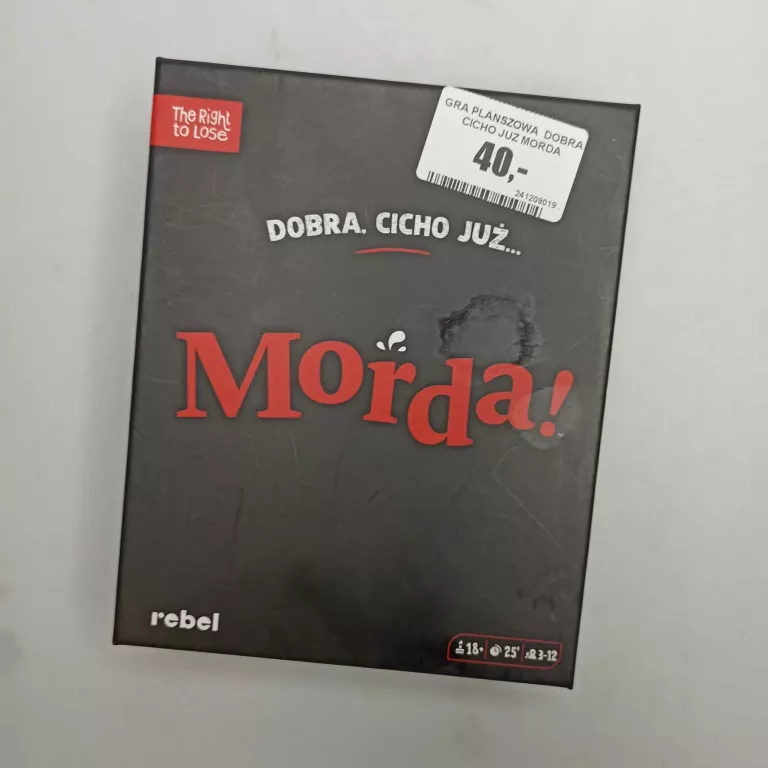 The Right
to Lose
GRA PLANSZOWA DOBRA
CICHO JUŻ MORDA
40,-
241209019
DOBRA, CICHO JUŻ...
Morda!
rebel
18+ 25' 3-12